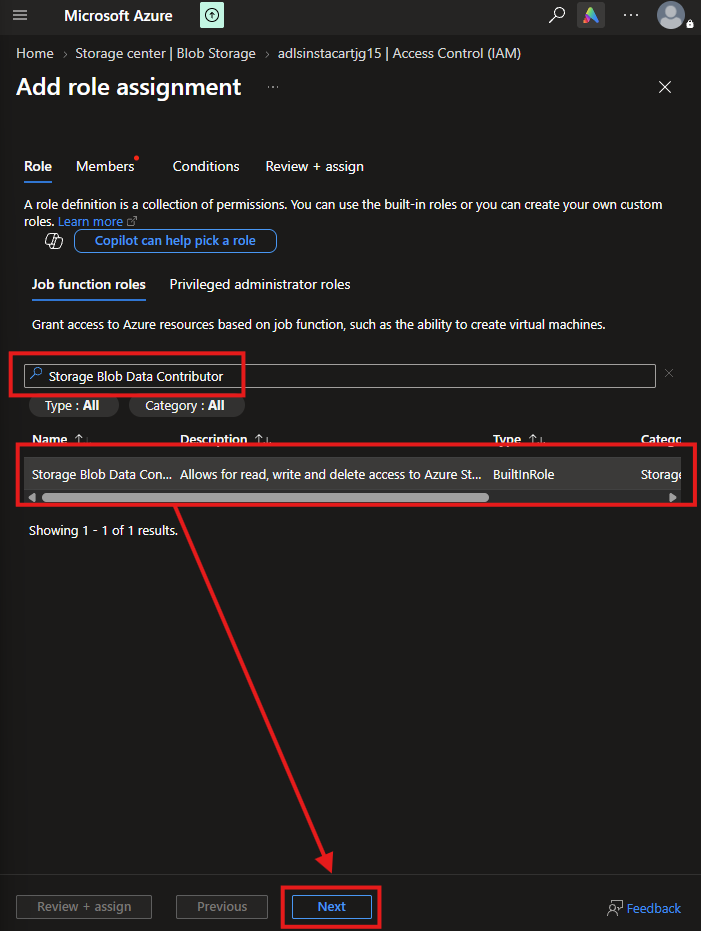 Microsoft Azure
Home > Storage center | Blob Storage > adlsinstacartjg15 | Access Control (IAM)
Add role assignment ...
Role Members Conditions Review + assign
A role definition is a collection of permissions. You can use the built-in roles or you can create your own custom
roles. Learn more
Copilot can help pick a role
Job function roles Privileged administrator roles
Grant access to Azure resources based on job function, such as the ability to create virtual machines.
Storage Blob Data Contributor
Type : All Category : All
Name ↑↓ Description ↑↓ Type ↑↓ Catego
Storage Blob Data Con... Allows for read, write and delete access to Azure St... BuiltInRole Storage
Showing 1 - 1 of 1 results.
Review + assign Previous Next Feedback